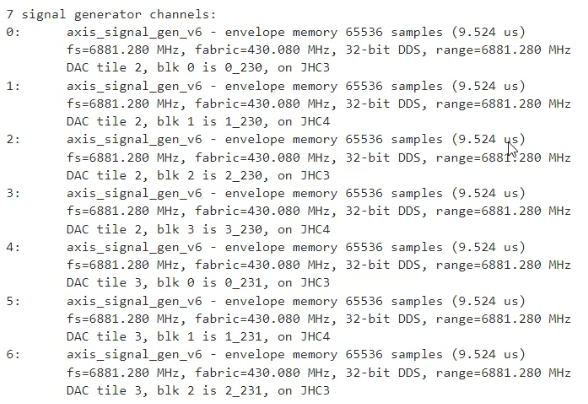 7 signal generator channels:
0: axis_signal_gen_v6 - envelope memory 65536 samples (9.524 us)
fs=6881.280 MHz, fabric=430.080 MHz, 32-bit DDS, range=6881.280 MHz
DAC tile 2, blk 0 is 0_230, on JHC3
1: axis_signal_gen_v6 - envelope memory 65536 samples (9.524 us)
fs=6881.280 MHz, fabric=430.080 MHz, 32-bit DDS, range=6881.280 MHz
DAC tile 2, blk 1 is 1_230, on JHC4
2: axis_signal_gen_v6 - envelope memory 65536 samples (9.524 us)
fs=6881.280 MHz, fabric=430.080 MHz, 32-bit DDS, range=6881.280 MHz
DAC tile 2, blk 2 is 2_230, on JHC3
3: axis_signal_gen_v6 - envelope memory 65536 samples (9.524 us)
fs=6881.280 MHz, fabric=430.080 MHz, 32-bit DDS, range=6881.280 MHz
DAC tile 2, blk 3 is 3_230, on JHC4
4: axis_signal_gen_v6 - envelope memory 65536 samples (9.524 us)
fs=6881.280 MHz, fabric=430.080 MHz, 32-bit DDS, range=6881.280 MHz
DAC tile 3, blk 0 is 0_231, on JHC3
5: axis_signal_gen_v6 - envelope memory 65536 samples (9.524 us)
fs=6881.280 MHz, fabric=430.080 MHz, 32-bit DDS, range=6881.280 MHz
DAC tile 3, blk 1 is 1_231, on JHC4
6: axis_signal_gen_v6 - envelope memory 65536 samples (9.524 us)
fs=6881.280 MHz, fabric=430.080 MHz, 32-bit DDS, range=6881.280 MHz
DAC tile 3, blk 2 is 2_231, on JHC3